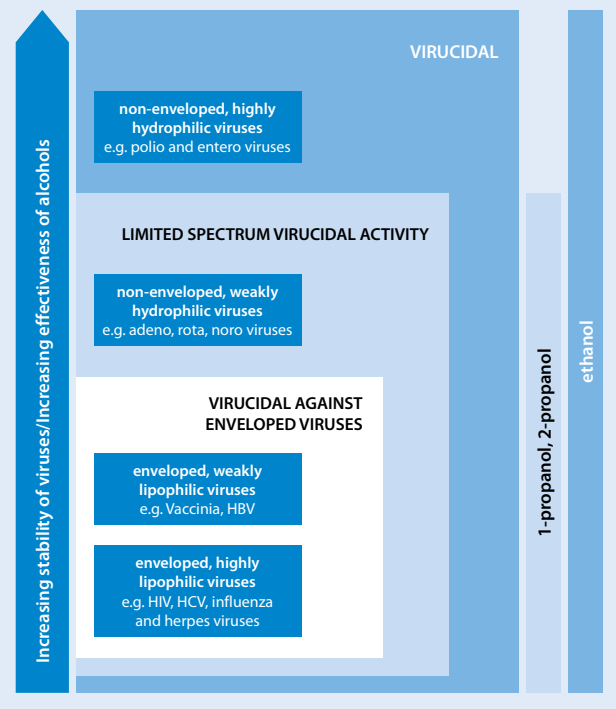 VIRUCIDAL
non-enveloped, highly
hydrophilic viruses
e.g. polio and entero viruses
LIMITED SPECTRUM VIRUCIDAL ACTIVITY
non-enveloped, weakly
hydrophilic viruses
e.g. adeno, rota, noro viruses
VIRUCIDAL AGAINST
ENVELOPED VIRUSES
enveloped, weakly
lipophilic viruses
e.g. Vaccinia, HBV
enveloped, highly
lipophilic viruses
e.g. HIV, HCV, influenza
and herpes viruses
Increasing stability of viruses/Increasing effectiveness of alcohols
1-propanol, 2-propanol
ethanol